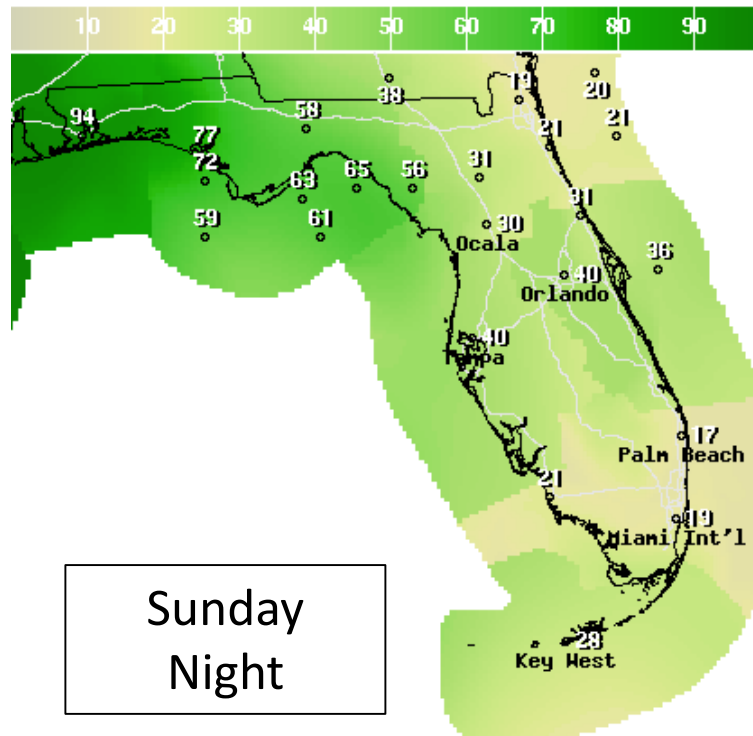 10 20 30 40 50 60 70 80 90
38
19
20
94
58
21
77
21
72
31
63
65
56
31
59
61
30
Ocala
36
40
Orlando
40
Tampa
17
Palm Beach
21
19
Miami Int'l
Sunday
Night
28
Key West